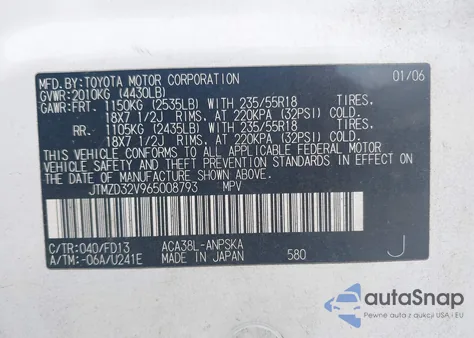 MFD.BY:TOYOTA MOTOR CORPORATION 01/06
GVWR:2010KG (4430LB)
GAWR:FRT. 1150KG (2535LB) WITH 235/55R18 TIRES,
18X7 1/2J RIMS, AT 220KPA (32PSI) COLD.
RR. 1105KG (2435LB) WITH 235/55R18 TIRES,
18X7 1/2J RIMS, AT 220KPA (32PSI) COLD.
THIS VEHICLE CONFORMS TO ALL APPLICABLE FEDERAL MOTOR
VEHICLE SAFETY AND BUMPER STANDARDS IN EFFECT ON THE
DATE OF MANUFACTURE SHOWN ABOVE.
JTMZD32V965008793 MPV
C/TR:040/FD13 ACA38L-ANPSKA
A/TM:-06A/U241E MADE IN JAPAN 580 J
autoSnap
Pewne auta z USA i EU